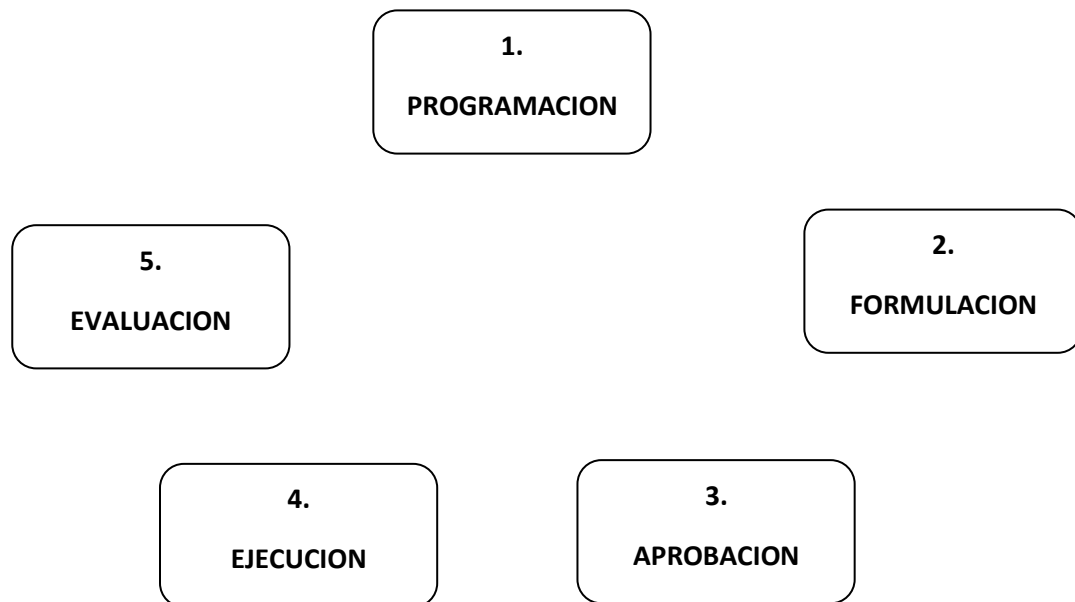 1.
PROGRAMACION
2.
FORMULACION
3.
APROBACION
4.
EJECUCION
5.
EVALUACION